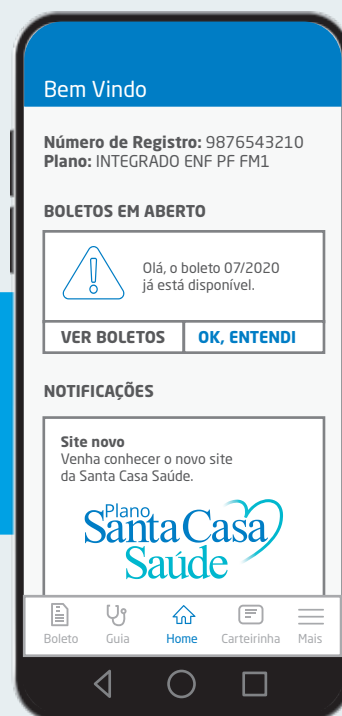 Bem Vindo
Número de Registro: 9876543210
Plano: INTEGRADO ENF PF FM1
BOLETOS EM ABERTO
Olá, o boleto 07/2020
já está disponível.
VER BOLETOS
OK, ENTENDI
NOTIFICAÇÕES
Site novo
Venha conhecer o novo site
da Santa Casa Saúde.
Plano
Santa Casa
Saúde
Boleto
Guia
Home
Carteirinha
Mais